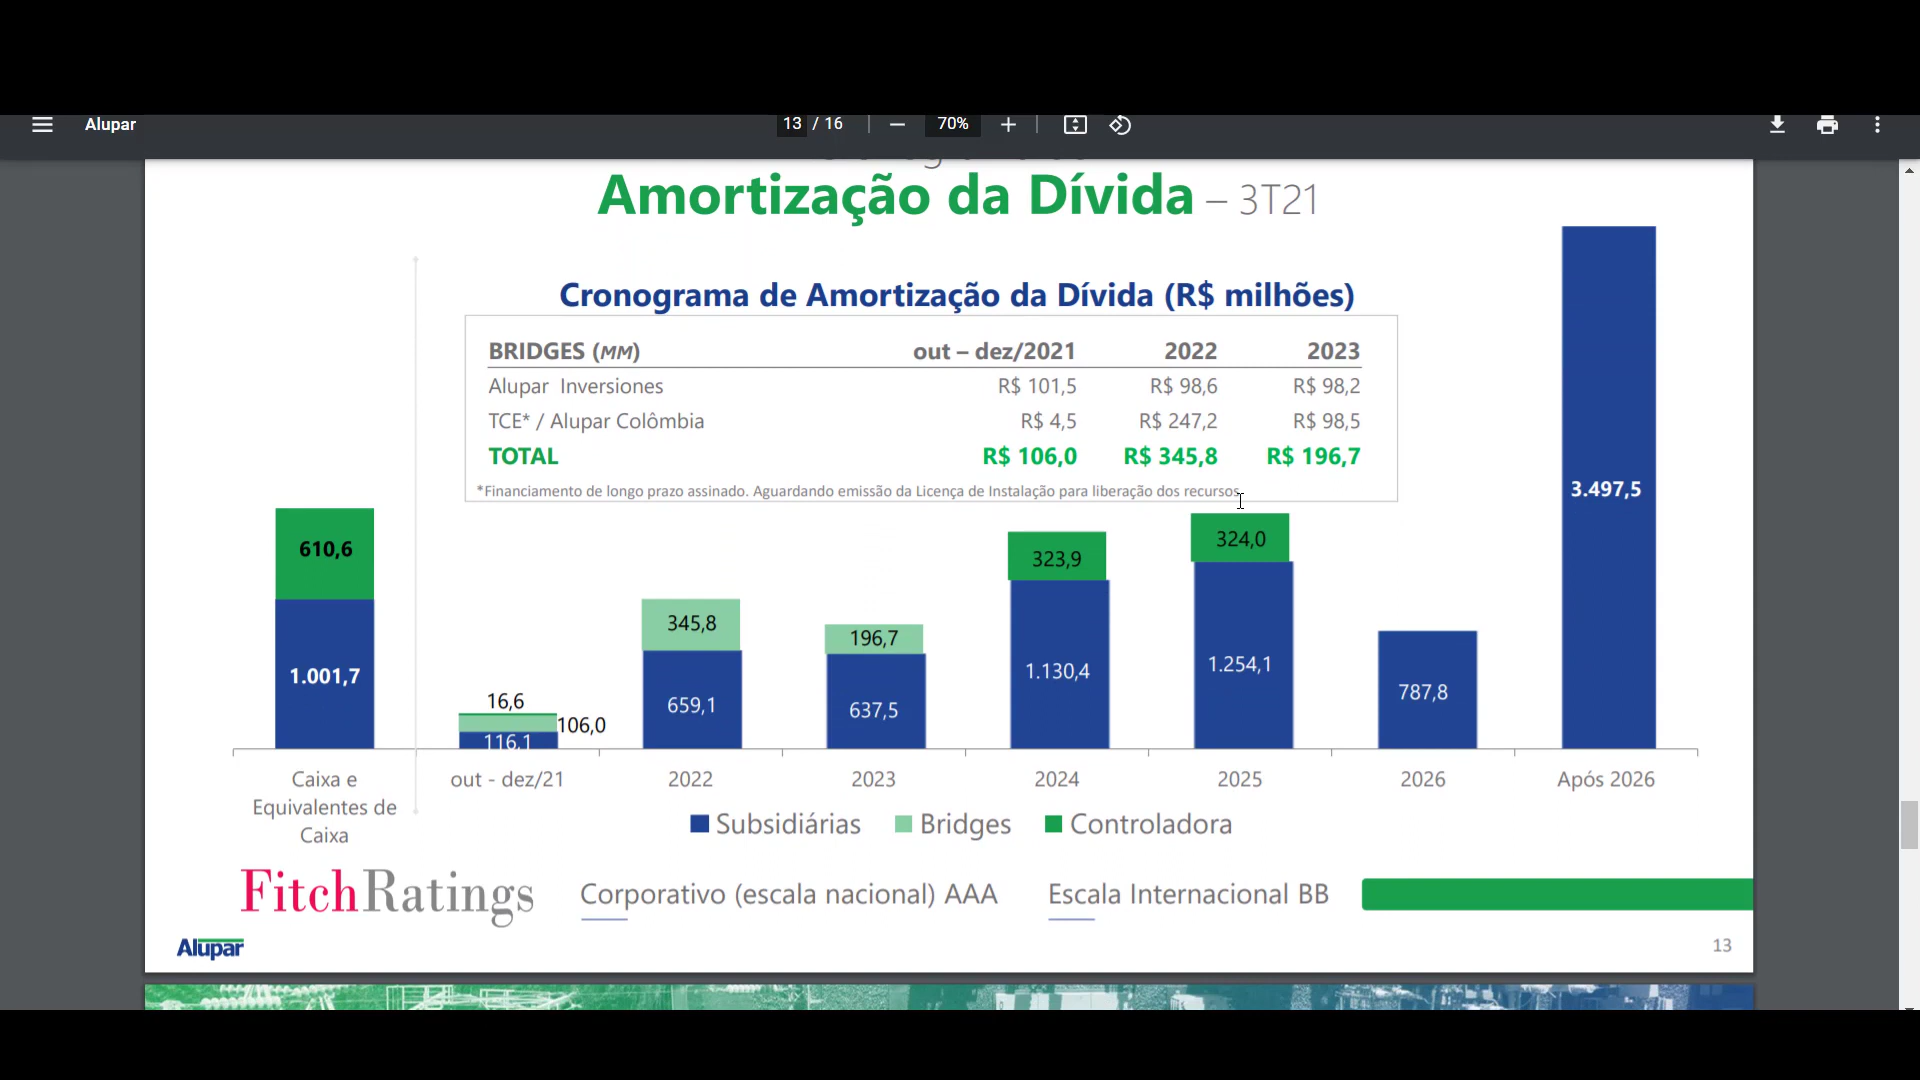 Alupar
13 / 16
70%
Amortização da Dívida – 3T21
Cronograma de Amortização da Dívida (R$ milhões)
BRIDGES (MM) out – dez/2021 2022 2023
Alupar Inversiones R$ 101,5 R$ 98,6 R$ 98,2
TCE* / Alupar Colômbia R$ 4,5 R$ 247,2 R$ 98,5
TOTAL R$ 106,0 R$ 345,8 R$ 196,7
*Financiamento de longo prazo assinado. Aguardando emissão da Licença de Instalação para liberação dos recursos.
610,6
1.001,7
16,6
106,0
116,1
345,8
659,1
196,7
637,5
323,9
1.130,4
324,0
1.254,1
787,8
3.497,5
Caixa e
Equivalentes de
Caixa
out - dez/21
2022
2023
2024
2025
2026
Após 2026
Subsidiárias Bridges Controladora
FitchRatings
Corporativo (escala nacional) AAA
Escala Internacional BB
Alupar
13